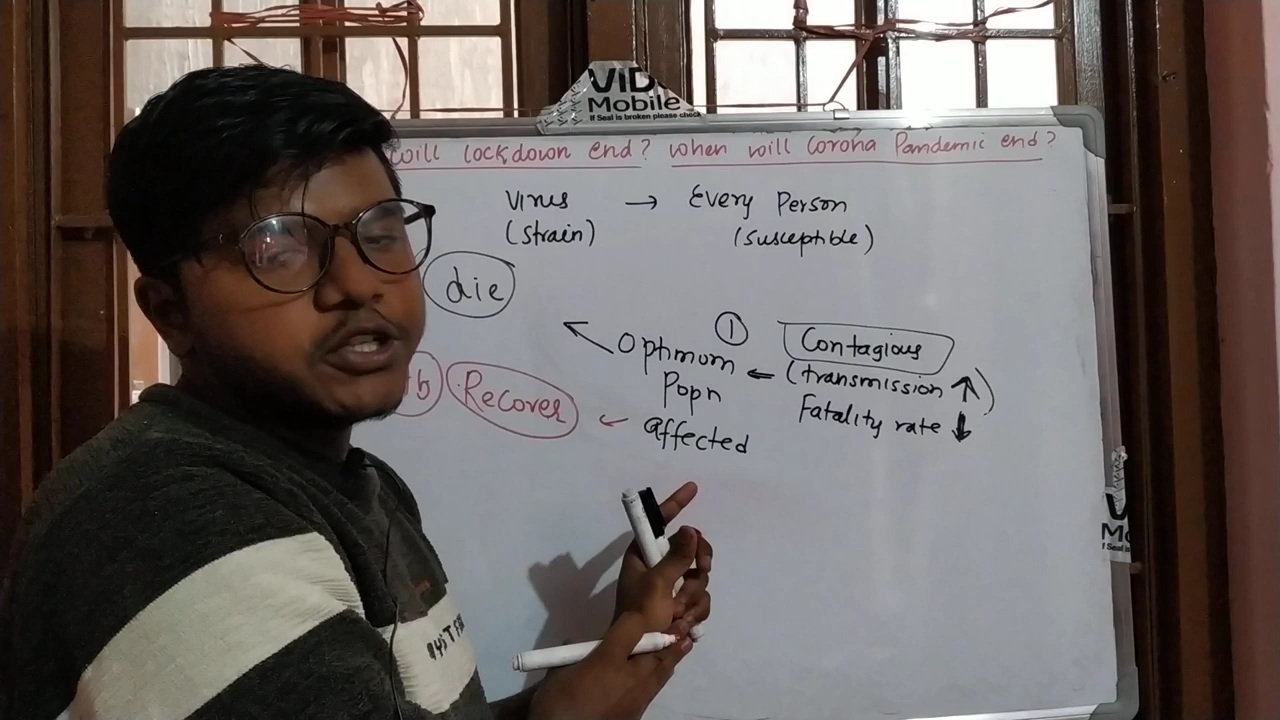 VID
Mobile
If Seal is broken please check
will lockdown end? when will Corona Pandemic end?
Virus → Every Person
(strain) (susceptible)
die
① Contagious
Optmum ← (transmission ↑)
Popn Fatality rate ↓
Recover ← affected